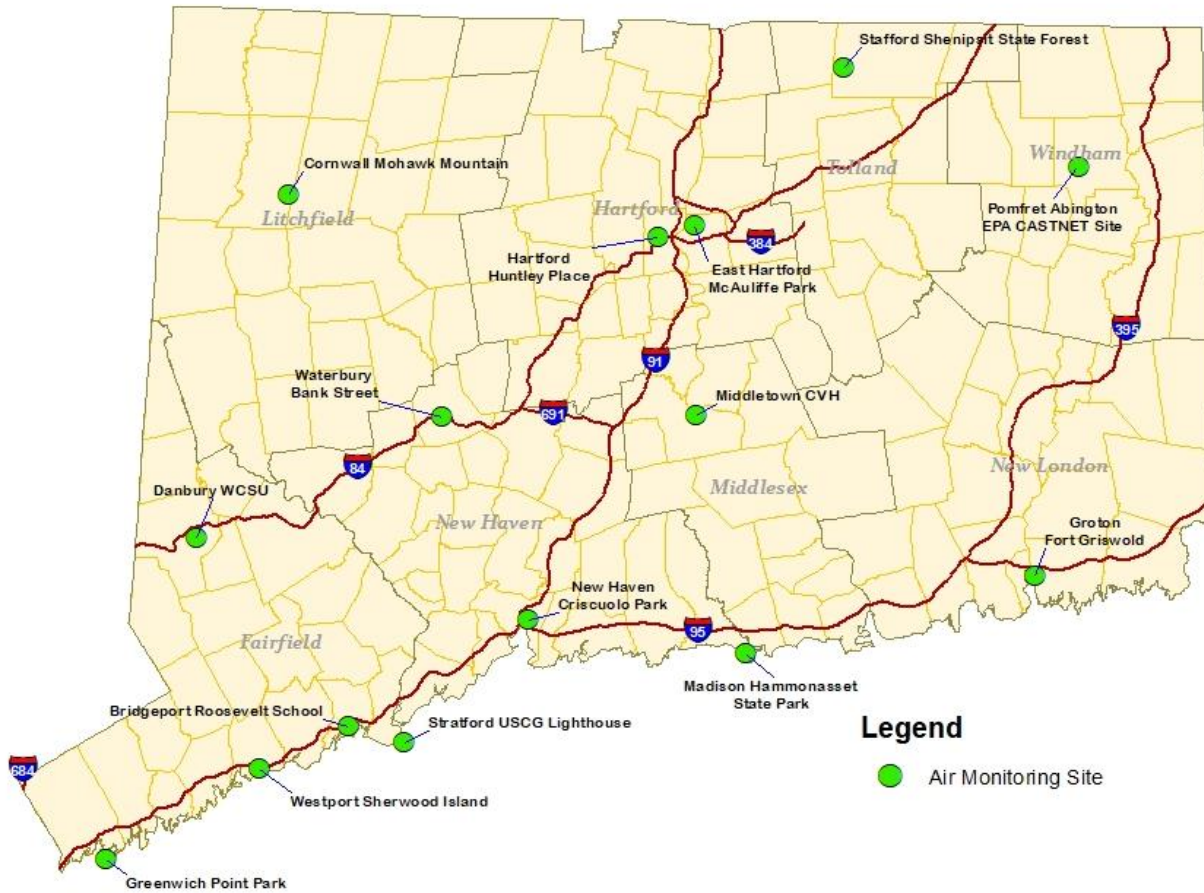 Stafford Shenipsit State Forest
Cornwall Mohawk Mountain
Litchfield
Hartford
Tolland
Windham
Pomfret Abington
EPA CASTNET Site
Hartford
Huntley Place
384
East Hartford
McAuliffe Park
395
91
Waterbury
Bank Street
691
Middletown CVH
84
Danbury WCSU
New Haven
Middlesex
New London
Groton
Fort Griswold
New Haven
Criscuolo Park
95
Fairfield
Madison Hammonasset
State Park
Bridgeport Roosevelt School
Stratford USCG Lighthouse
684
Westport Sherwood Island
Greenwich Point Park
Legend
Air Monitoring Site